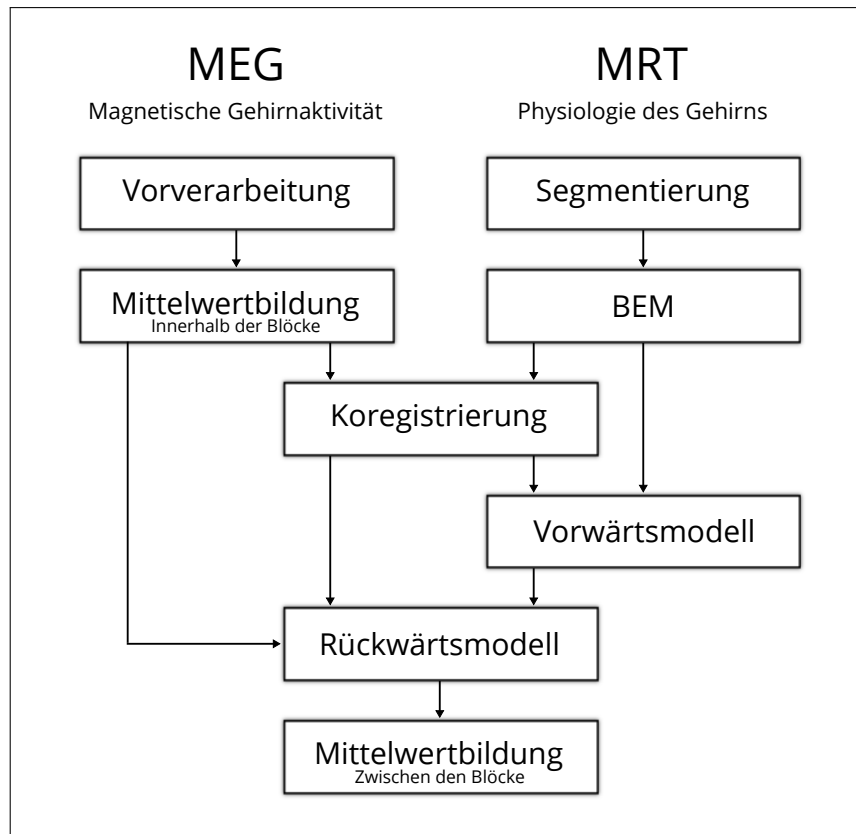 MEG
MRT
Magnetische Gehirnaktivität
Physiologie des Gehirns
Vorverarbeitung
Segmentierung
Mittelwertbildung
Innerhalb der Blöcke
BEM
Koregistrierung
Vorwärtsmodell
Rückwärtsmodell
Mittelwertbildung
Zwischen den Blöcke